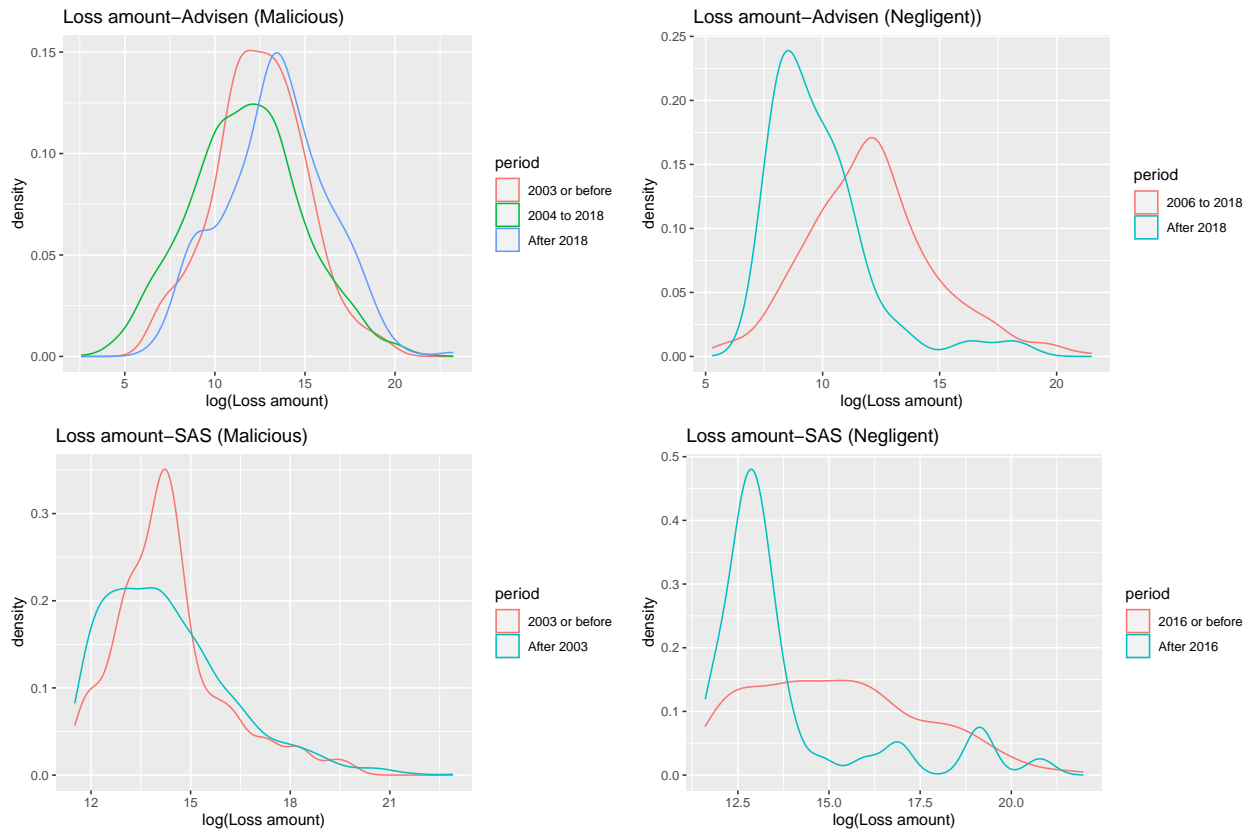 Loss amount−Advisen (Malicious)
0.15
0.10
0.05
0.00
density
5
10
15
20
log(Loss amount)
period
2003 or before
2004 to 2018
After 2018
Loss amount−Advisen (Negligent))
0.25
0.20
0.15
0.10
0.05
0.00
density
5
10
15
20
log(Loss amount)
period
2006 to 2018
After 2018
Loss amount−SAS (Malicious)
0.3
0.2
0.1
0.0
density
12
15
18
21
log(Loss amount)
period
2003 or before
After 2003
Loss amount−SAS (Negligent)
0.5
0.4
0.3
0.2
0.1
0.0
density
12.5
15.0
17.5
20.0
log(Loss amount)
period
2016 or before
After 2016